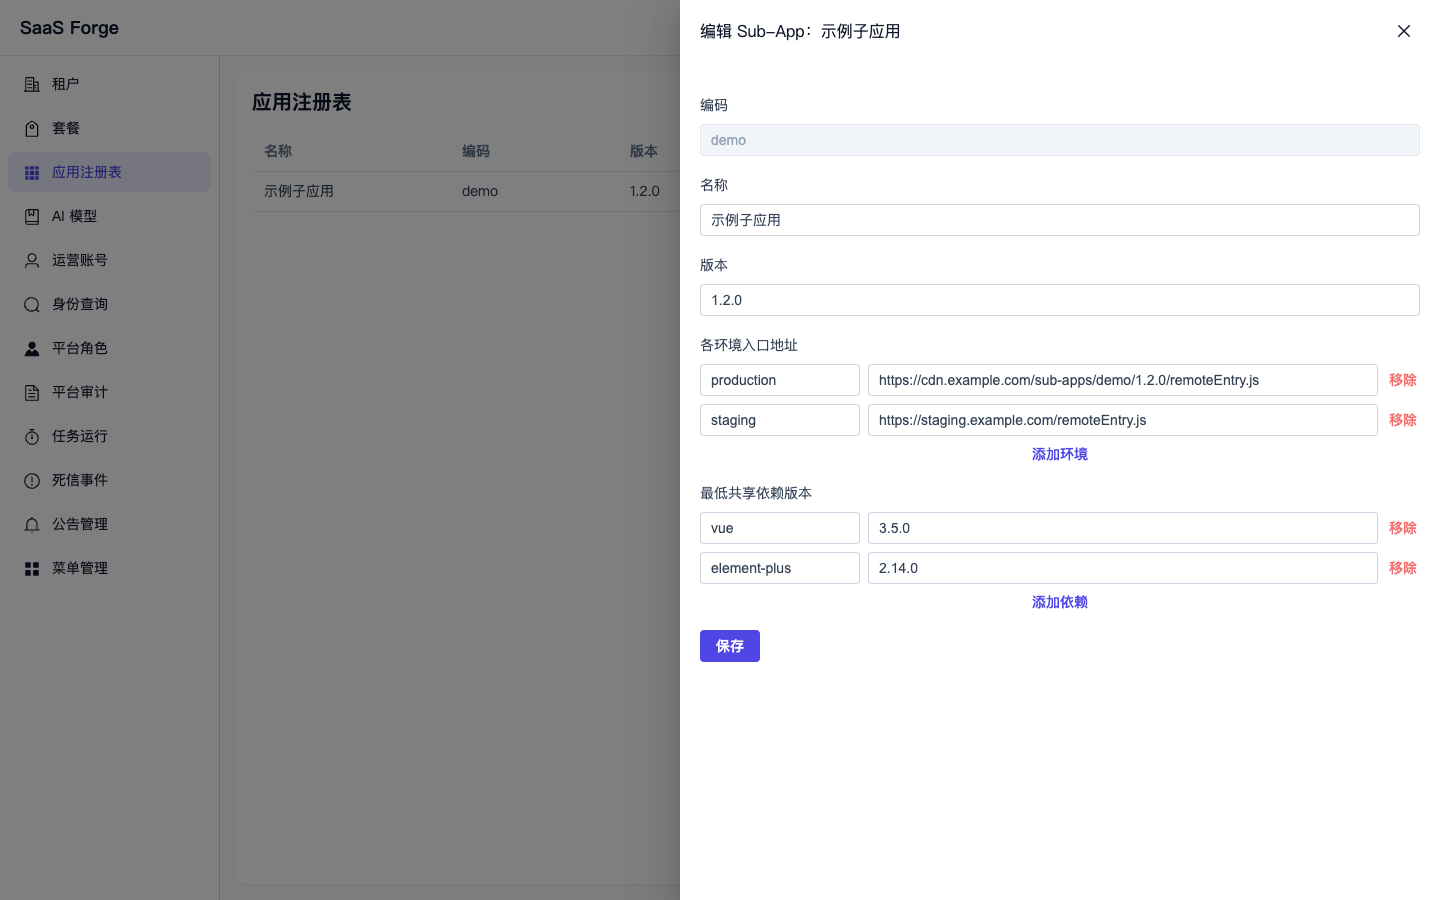 SaaS Forge
租户
套餐
应用注册表
AI 模型
运营账号
身份查询
平台角色
平台审计
任务运行
死信事件
公告管理
菜单管理
应用注册表
名称 编码 版本
示例子应用 demo 1.2.0
编辑 Sub-App：示例子应用
编码
demo
名称
示例子应用
版本
1.2.0
各环境入口地址
production https://cdn.example.com/sub-apps/demo/1.2.0/remoteEntry.js 移除
staging https://staging.example.com/remoteEntry.js 移除
添加环境
最低共享依赖版本
vue 3.5.0 移除
element-plus 2.14.0 移除
添加依赖
保存